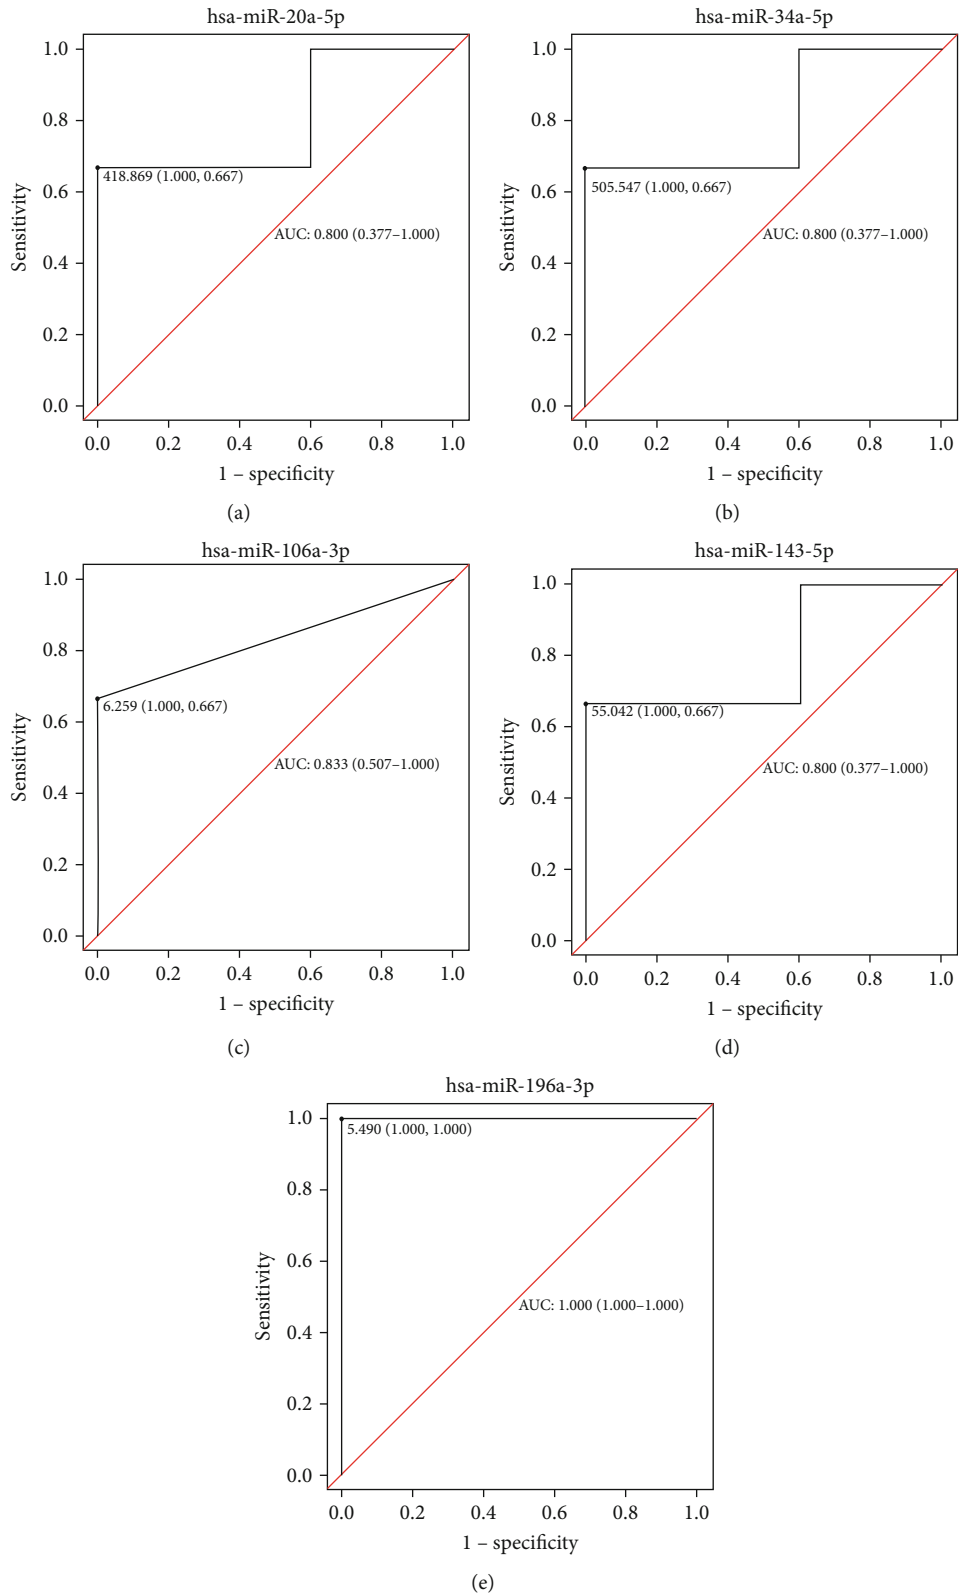 hsa-miR-20a-5p
1.0
0.8
0.6
0.4
0.2
0.0
Sensitivity
418.869 (1.000, 0.667)
AUC: 0.800 (0.377–1.000)
0.0 0.2 0.4 0.6 0.8 1.0
1 – specificity
(a)
hsa-miR-34a-5p
1.0
0.8
0.6
0.4
0.2
0.0
Sensitivity
505.547 (1.000, 0.667)
AUC: 0.800 (0.377–1.000)
0.0 0.2 0.4 0.6 0.8 1.0
1 – specificity
(b)
hsa-miR-106a-3p
1.0
0.8
0.6
0.4
0.2
0.0
Sensitivity
6.259 (1.000, 0.667)
AUC: 0.833 (0.507–1.000)
0.0 0.2 0.4 0.6 0.8 1.0
1 – specificity
(c)
hsa-miR-143-5p
1.0
0.8
0.6
0.4
0.2
0.0
Sensitivity
55.042 (1.000, 0.667)
AUC: 0.800 (0.377–1.000)
0.0 0.2 0.4 0.6 0.8 1.0
1 – specificity
(d)
hsa-miR-196a-3p
1.0
0.8
0.6
0.4
0.2
0.0
Sensitivity
5.490 (1.000, 1.000)
AUC: 1.000 (1.000–1.000)
0.0 0.2 0.4 0.6 0.8 1.0
1 – specificity
(e)